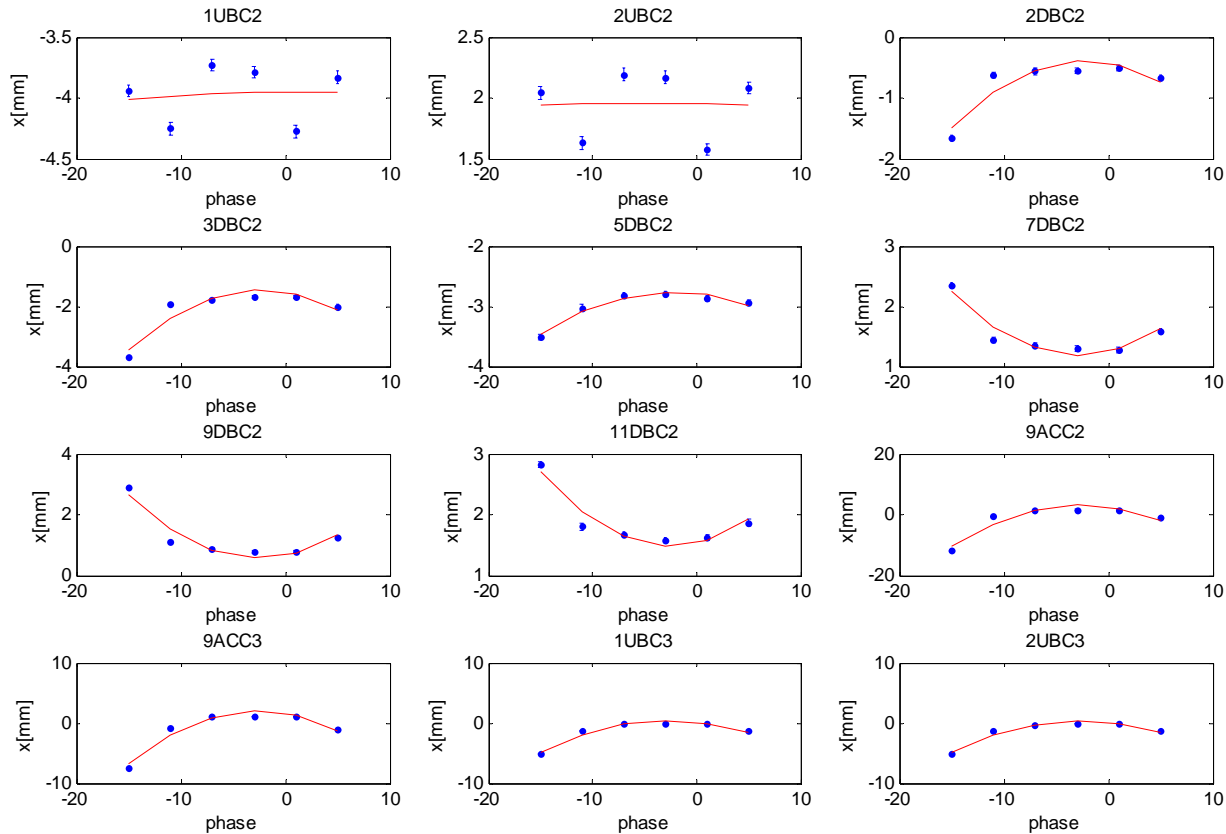 1UBC2 2UBC2 2DBC2
-3.5 2.5 0
x[mm] -4 x[mm] 2 x[mm] -1
-4.5 1.5 -2
-20 -10 0 10 -20 -10 0 10 -20 -10 0 10
phase phase phase
3DBC2 5DBC2 7DBC2
0 -2 3
x[mm] -2 x[mm] -3 x[mm] 2
-4 -4 1
-20 -10 0 10 -20 -10 0 10 -20 -10 0 10
phase phase phase
9DBC2 11DBC2 9ACC2
4 3 20
x[mm] 2 x[mm] 2 x[mm] 0
0 1 -20
-20 -10 0 10 -20 -10 0 10 -20 -10 0 10
phase phase phase
9ACC3 1UBC3 2UBC3
10 10 10
x[mm] 0 x[mm] 0 x[mm] 0
-10 -10 -10
-20 -10 0 10 -20 -10 0 10 -20 -10 0 10
phase phase phase